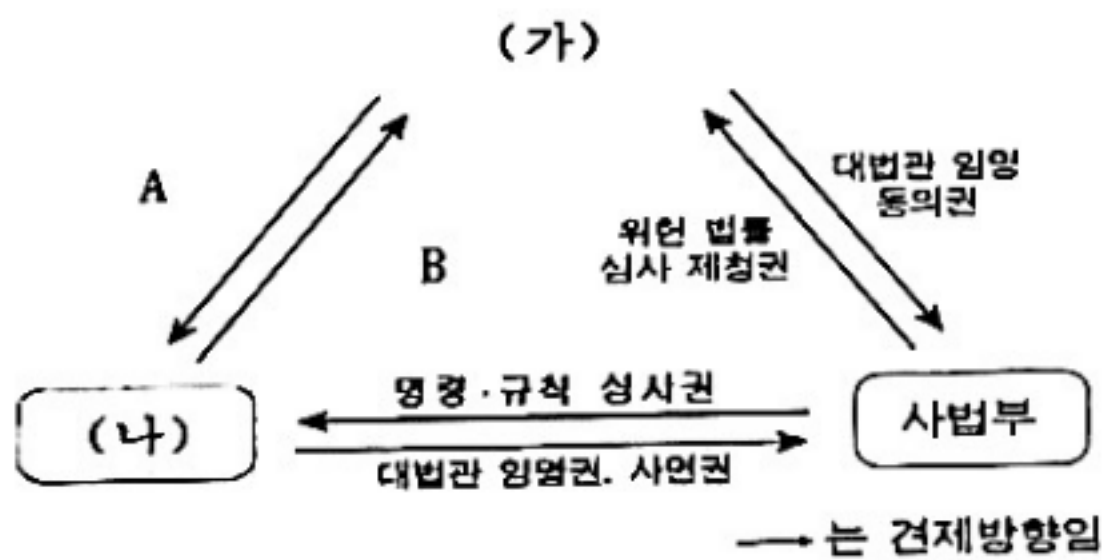 (가)
A
대법관 임명
동의권
위헌 법률
심사 제청권
B
명령·규칙 심사권
(나)
사법부
대법관 임명권. 사면권
는 견제방향임